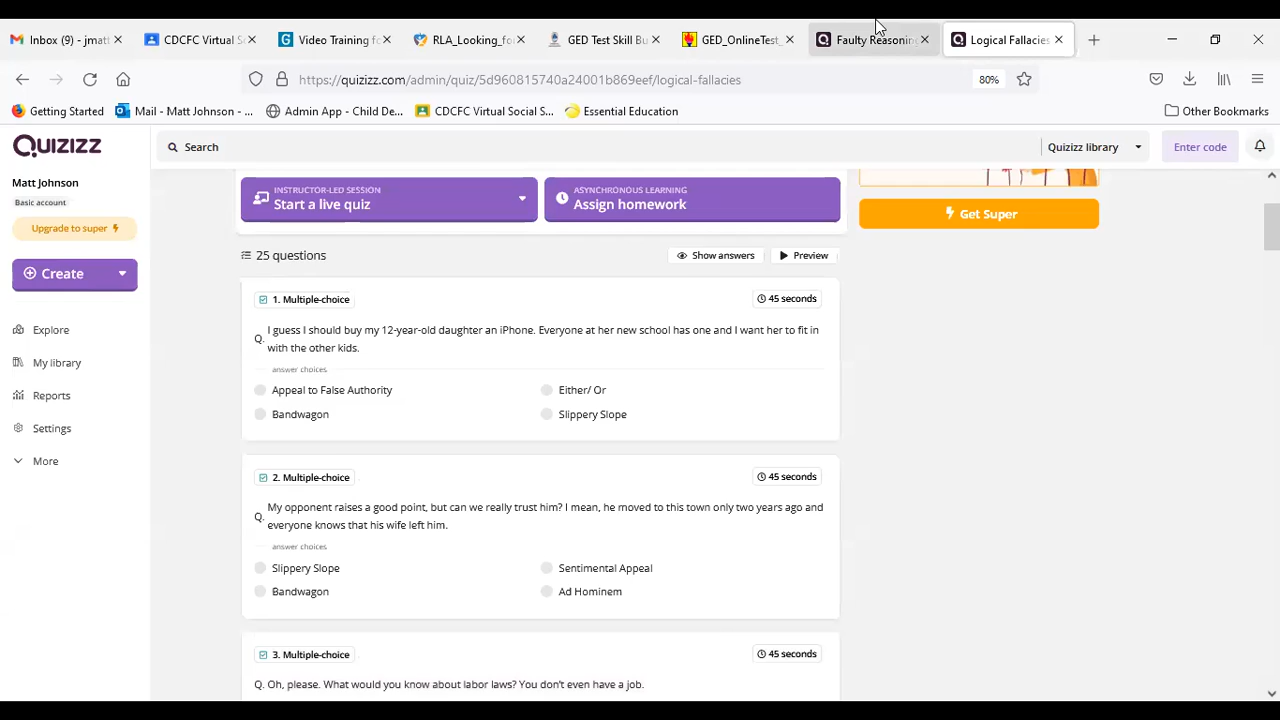 Inbox (9) - jmatt
CDCFC Virtual S
Video Training fo
RLA_Looking_fo
GED Test Skill Bu
GED_OnlineTest_
Faulty Reasoning
Logical Fallacies
https://quizizz.com/admin/quiz/5d960815740a24001b869eef/logical-fallacies
80%
Getting Started
Mail - Matt Johnson - ...
Admin App - Child De...
CDCFC Virtual Social S...
Essential Education
Other Bookmarks
Quizizz
Search
Quizizz library
Enter code
Matt Johnson
Basic account
Upgrade to super
Create
Explore
My library
Reports
Settings
More
INSTRUCTOR-LED SESSION
Start a live quiz
ASYNCHRONOUS LEARNING
Assign homework
Get Super
25 questions
Show answers
Preview
1. Multiple-choice
45 seconds
Q. I guess I should buy my 12-year-old daughter an iPhone. Everyone at her new school has one and I want her to fit in
with the other kids.
answer choices
Appeal to False Authority
Either/ Or
Bandwagon
Slippery Slope
2. Multiple-choice
45 seconds
Q. My opponent raises a good point, but can we really trust him? I mean, he moved to this town only two years ago and
everyone knows that his wife left him.
answer choices
Slippery Slope
Sentimental Appeal
Bandwagon
Ad Hominem
3. Multiple-choice
45 seconds
Q. Oh, please. What would you know about labor laws? You don't even have a job.